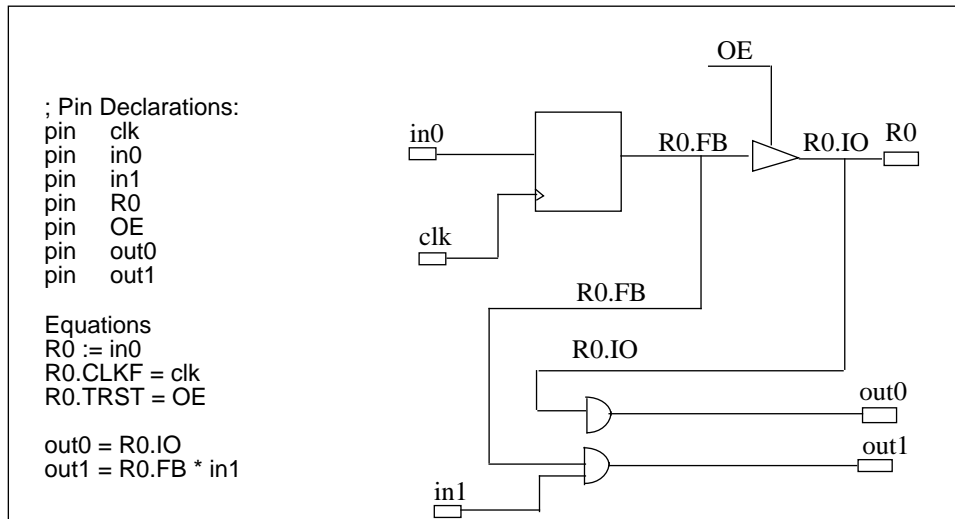 ; Pin Declarations:
pin clk
pin in0
pin in1
pin R0
pin OE
pin out0
pin out1
Equations
R0 := in0
R0.CLKF = clk
R0.TRST = OE
out0 = R0.IO
out1 = R0.FB * in1
OE
in0
R0.FB
R0.IO
R0
clk
R0.FB
R0.IO
out0
out1
in1